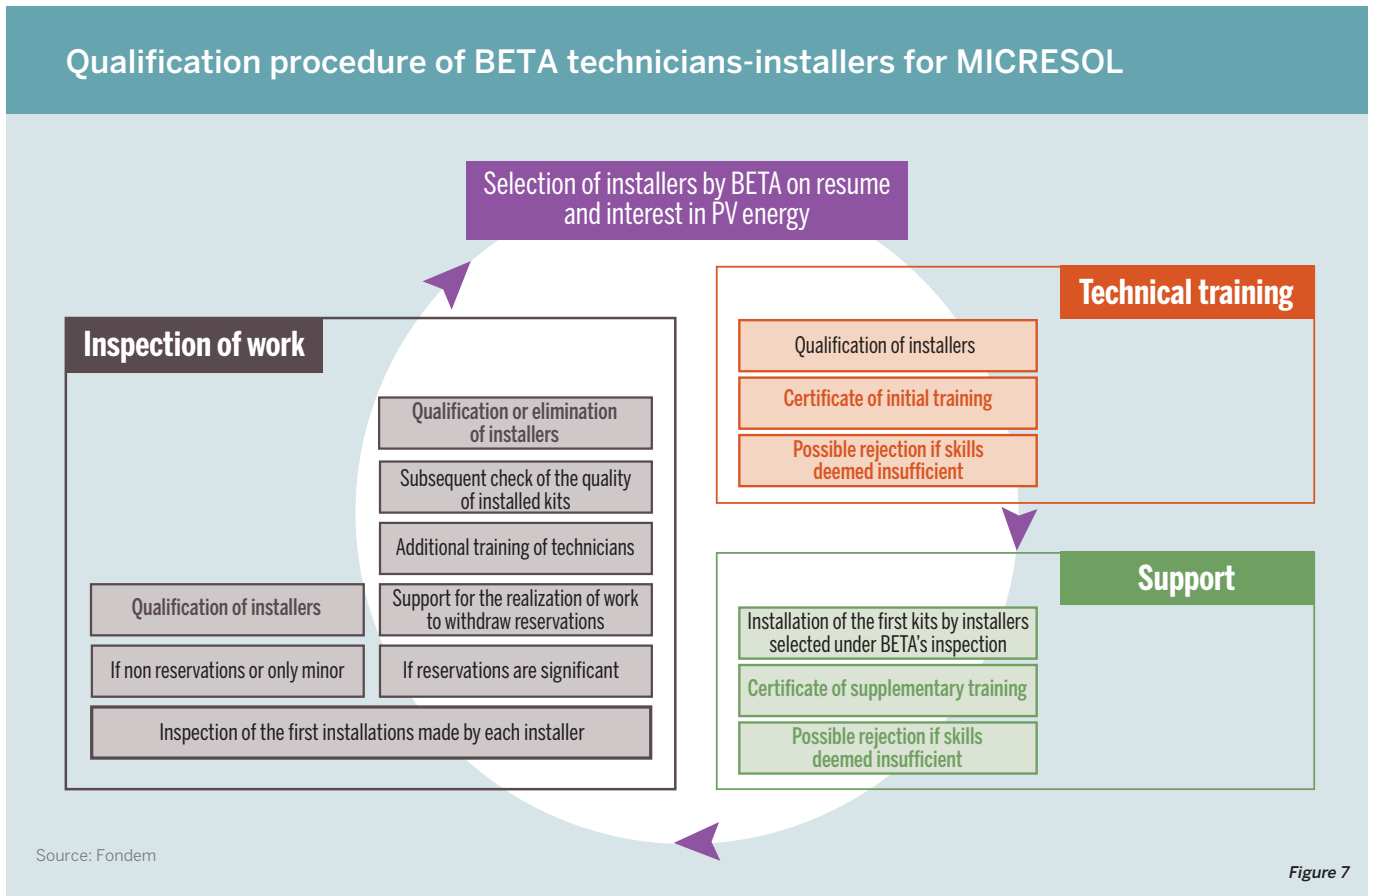 Qualification procedure of BETA technicians-installers for MICRESOL
Selection of installers by BETA on resume
and interest in PV energy
Technical training
Qualification of installers
Certificate of initial training
Possible rejection if skills
deemed insufficient
Support
Installation of the first kits by installers
selected under BETA's inspection
Certificate of supplementary training
Possible rejection if skills
deemed insufficient
Inspection of work
Qualification or elimination
of installers
Subsequent check of the quality
of installed kits
Additional training of technicians
Qualification of installers
Support for the realization of work
to withdraw reservations
If non reservations or only minor
If reservations are significant
Inspection of the first installations made by each installer
Source: Fondem
Figure 7